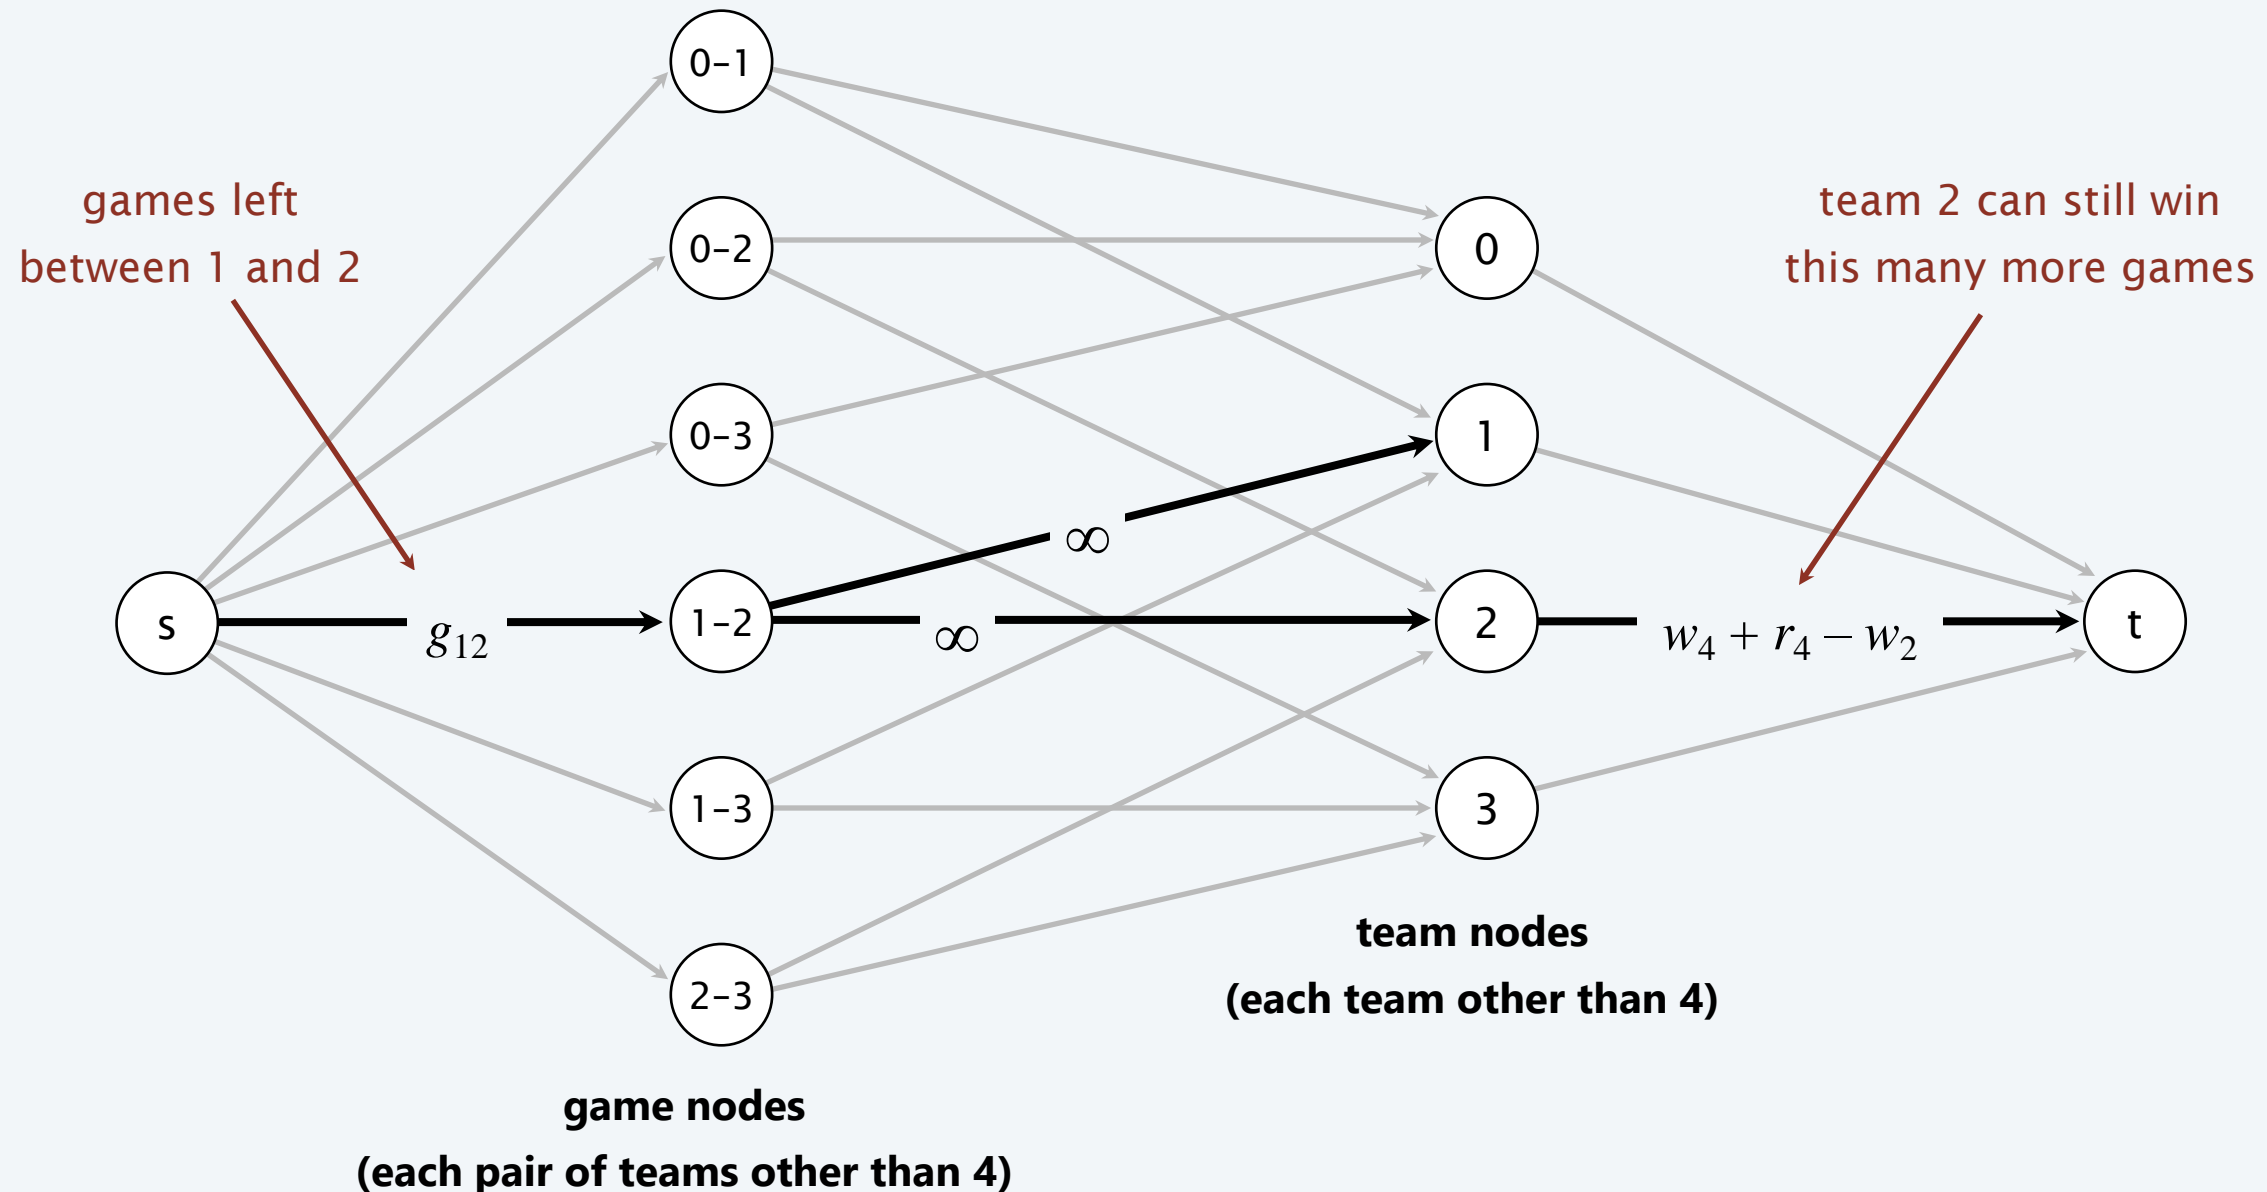 0–1
games left
between 1 and 2
0–2
0
team 2 can still win
this many more games
0–3
1
∞
s
g12
1–2
∞
2
w4 + r4 – w2
t
1–3
3
2–3
team nodes
(each team other than 4)
game nodes
(each pair of teams other than 4)